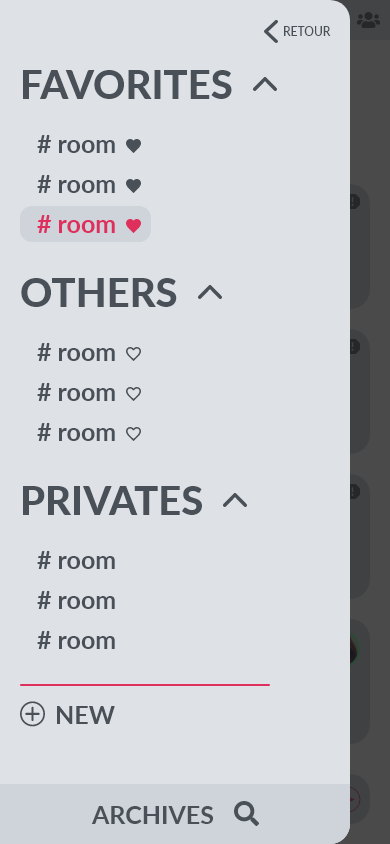 RETOUR
FAVORITES
# room
# room
# room
OTHERS
# room
# room
# room
PRIVATES
# room
# room
# room
NEW
ARCHIVES